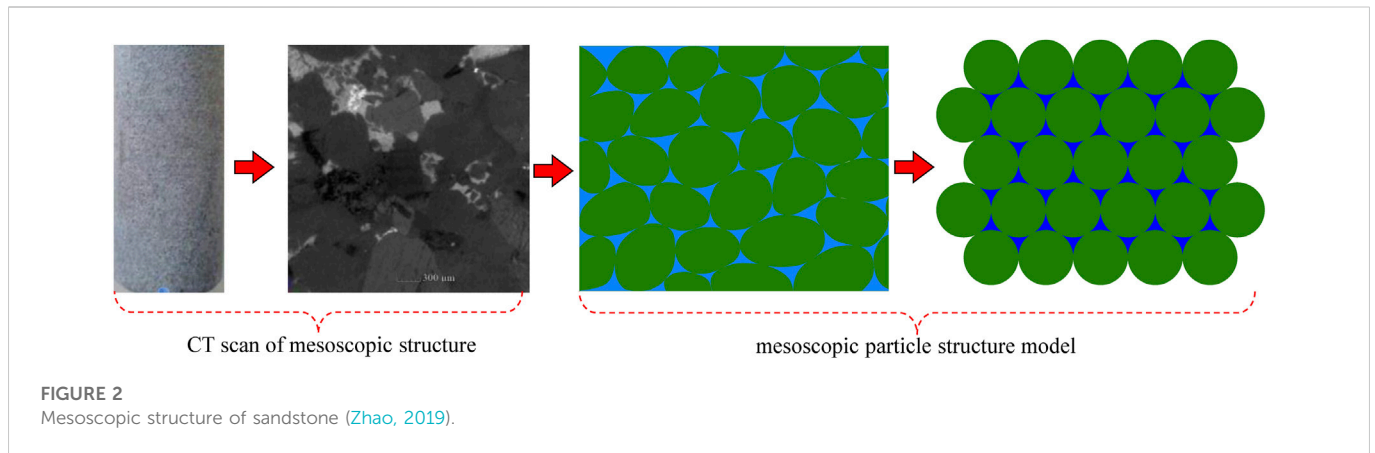 300 μm
CT scan of mesoscopic structure
mesoscopic particle structure model
FIGURE 2
Mesoscopic structure of sandstone (Zhao, 2019).